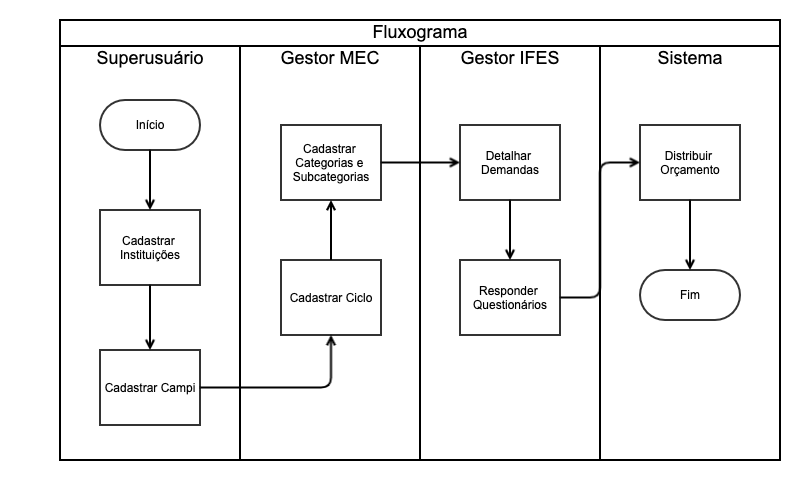 Fluxograma
Superusuário
Gestor MEC
Gestor IFES
Sistema
Início
Cadastrar
Instituições
Cadastrar Campi
Cadastrar
Categorias e
Subcategorias
Cadastrar Ciclo
Detalhar
Demandas
Responder
Questionários
Distribuir
Orçamento
Fim